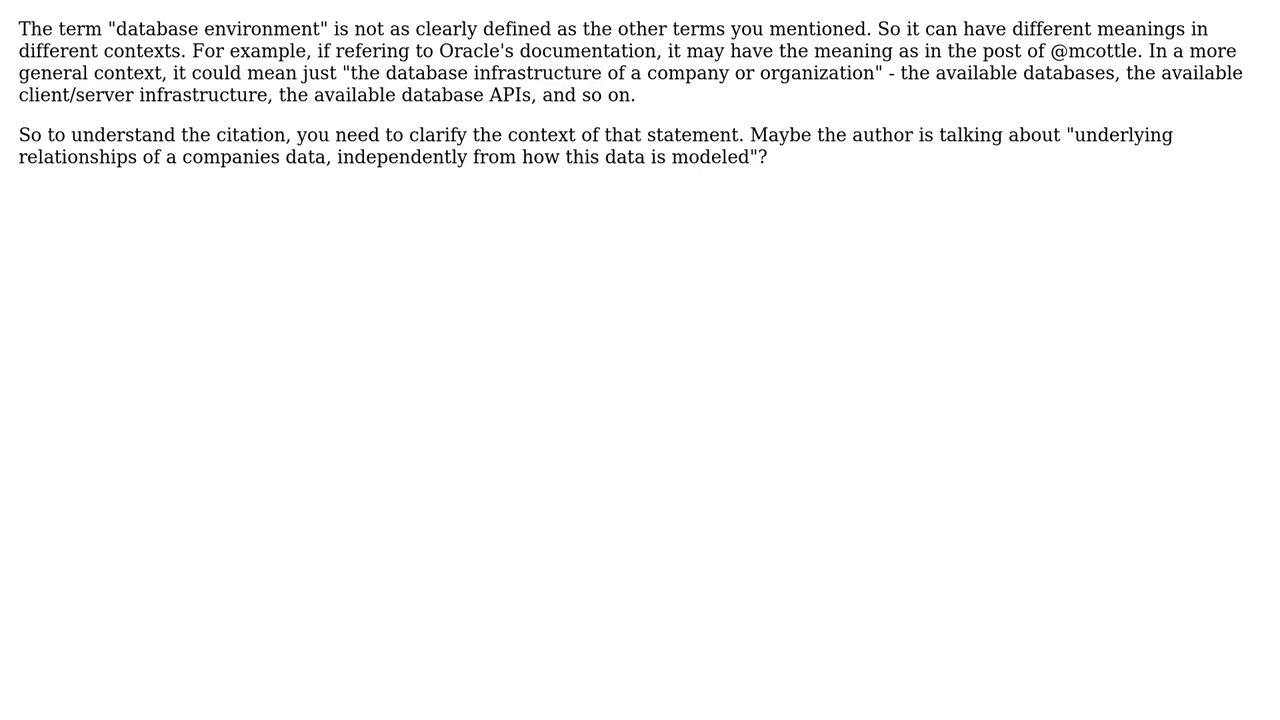 The term "database environment" is not as clearly defined as the other terms you mentioned. So it can have different meanings in
different contexts. For example, if refering to Oracle's documentation, it may have the meaning as in the post of @mcottle. In a more
general context, it could mean just "the database infrastructure of a company or organization" - the available databases, the available
client/server infrastructure, the available database APIs, and so on.
So to understand the citation, you need to clarify the context of that statement. Maybe the author is talking about "underlying
relationships of a companies data, independently from how this data is modeled"?